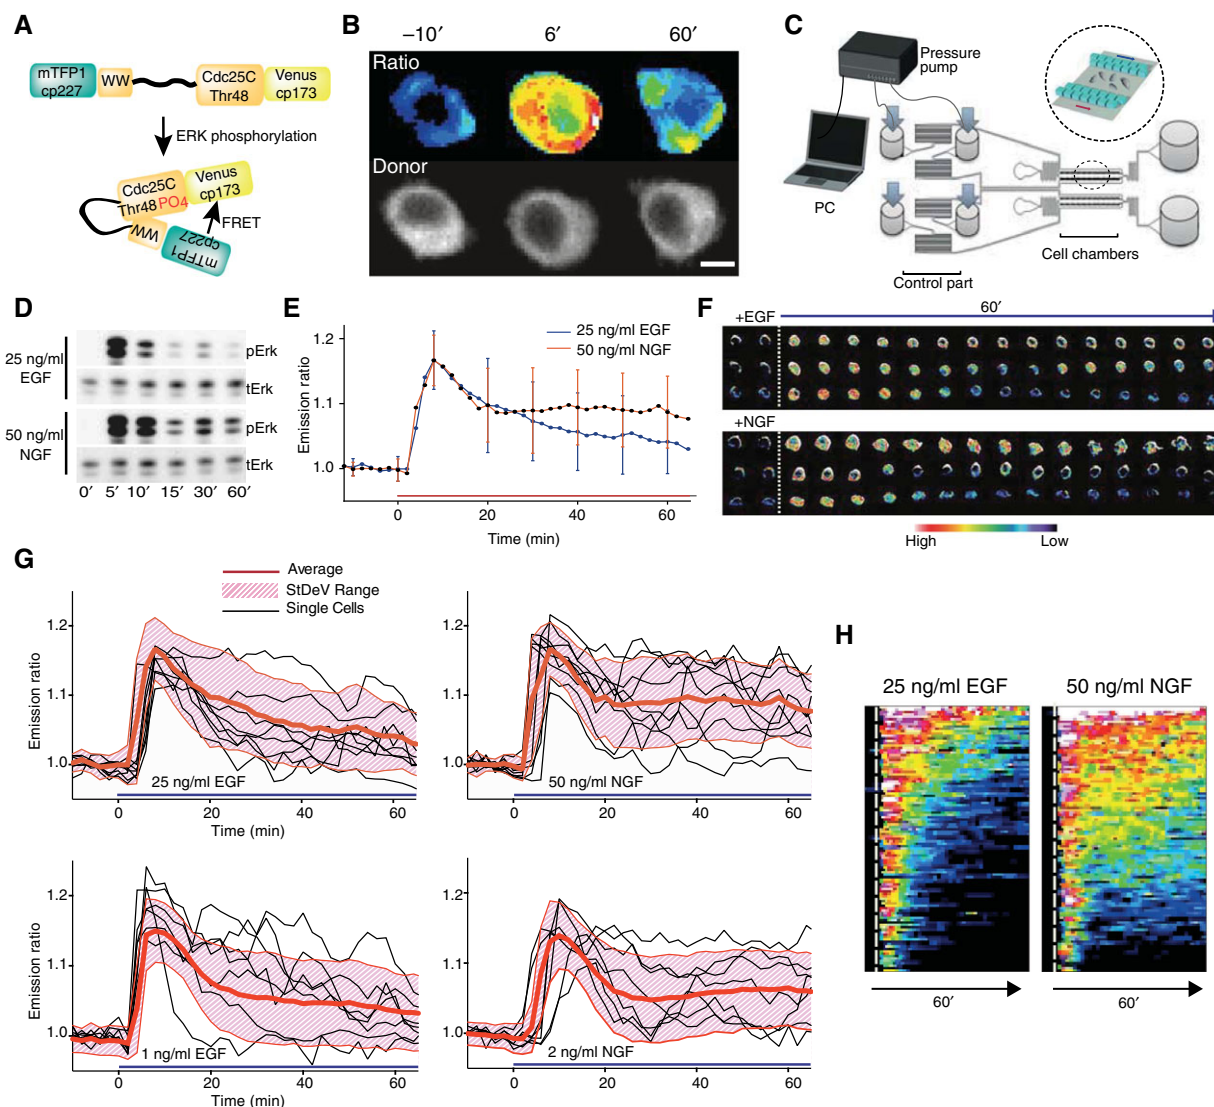 A
mTFP1
cp227
WW
Cdc25C
Thr48
Venus
cp173
ERK phosphorylation
Cdc25C
Thr48PO4
Venus
cp173
WW
mTFP1
cp227
FRET
B
–10′
6′
60′
Ratio
Donor
C
Pressure
pump
PC
Cell chambers
Control part
D
25 ng/ml
EGF
pErk
tErk
50 ng/ml
NGF
pErk
tErk
0′ 5′ 10′ 15′ 30′ 60′
E
25 ng/ml EGF
50 ng/ml NGF
Emission ratio
1.2
1.1
1.0
0 20 40 60
Time (min)
F
+EGF
60′
+NGF
High
Low
G
Average
StDeV Range
Single Cells
Emission ratio
1.2
1.1
1.0
25 ng/ml EGF
0 20 40 60
Time (min)
1.2
1.1
1.0
50 ng/ml NGF
0 20 40 60
Time (min)
Emission ratio
1.2
1.1
1.0
1 ng/ml EGF
0 20 40 60
Time (min)
1.2
1.1
1.0
2 ng/ml NGF
0 20 40 60
Time (min)
H
25 ng/ml EGF
50 ng/ml NGF
60′
60′